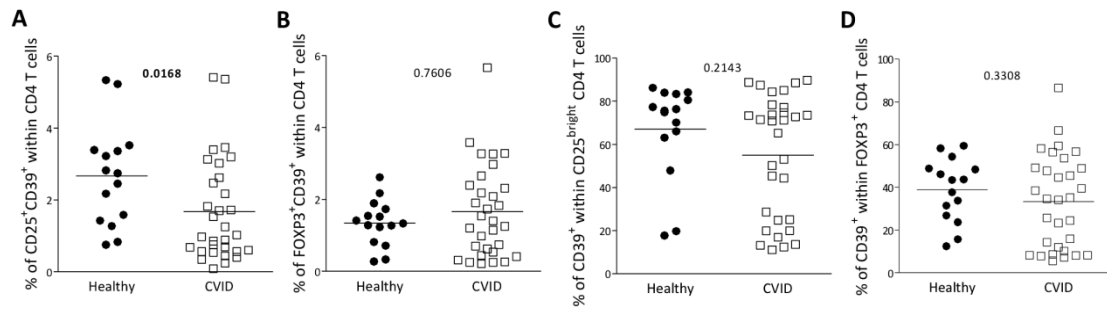 A
% of CD25⁺CD39⁺ within CD4 T cells
6
4
2
0
0.0168
Healthy
CVID
B
% of FOXP3⁺CD39⁺ within CD4 T cells
6
4
2
0
0.7606
Healthy
CVID
C
% of CD39⁺ within CD25ᵇʳⁱᵍʰᵗ CD4 T cells
100
80
60
40
20
0
0.2143
Healthy
CVID
D
% of CD39⁺ within FOXP3⁺ CD4 T cells
100
80
60
40
20
0
0.3308
Healthy
CVID